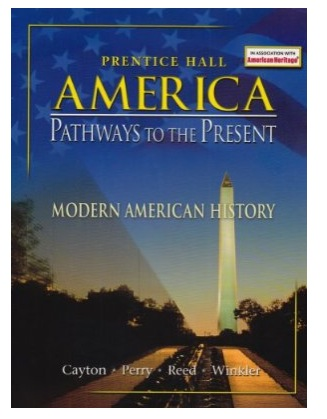 IN ASSOCIATION WITH
American Heritage®
PRENTICE HALL
AMERICA
PATHWAYS TO THE PRESENT
MODERN AMERICAN HISTORY
Cayton • Perry • Reed • Winkler